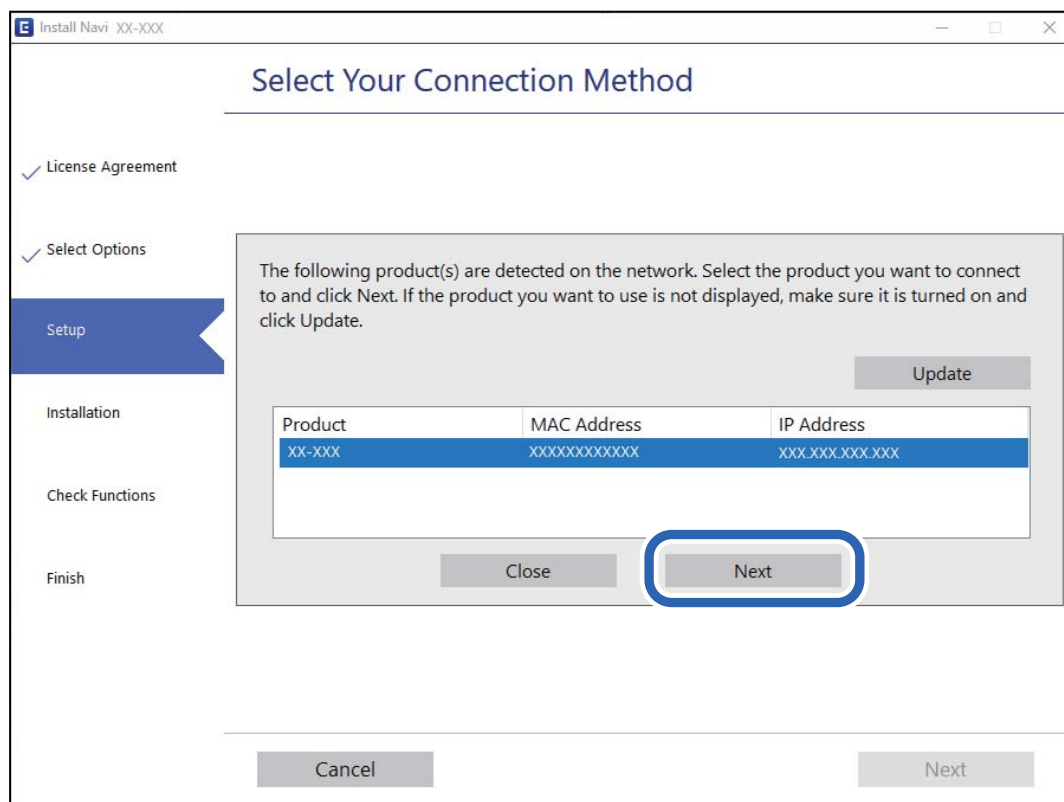 E Install Navi XX-XXX
Select Your Connection Method
License Agreement
Select Options
Setup
Installation
Check Functions
Finish
The following product(s) are detected on the network. Select the product you want to connect
to and click Next. If the product you want to use is not displayed, make sure it is turned on and
click Update.
Update
Product MAC Address IP Address
XX-XXX XXXXXXXXXXXX XXX.XXX.XXX.XXX
Close Next
Cancel Next